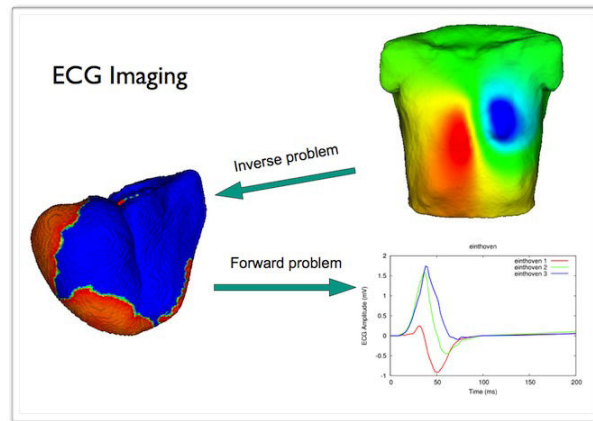 ECG Imaging
Inverse problem
Forward problem
einthoven
einthoven 1
einthoven 2
einthoven 3
ECG Amplitude (mV)
2
1.5
1
0.5
0
-0.5
-1
0
50
100
150
200
Time (ms)